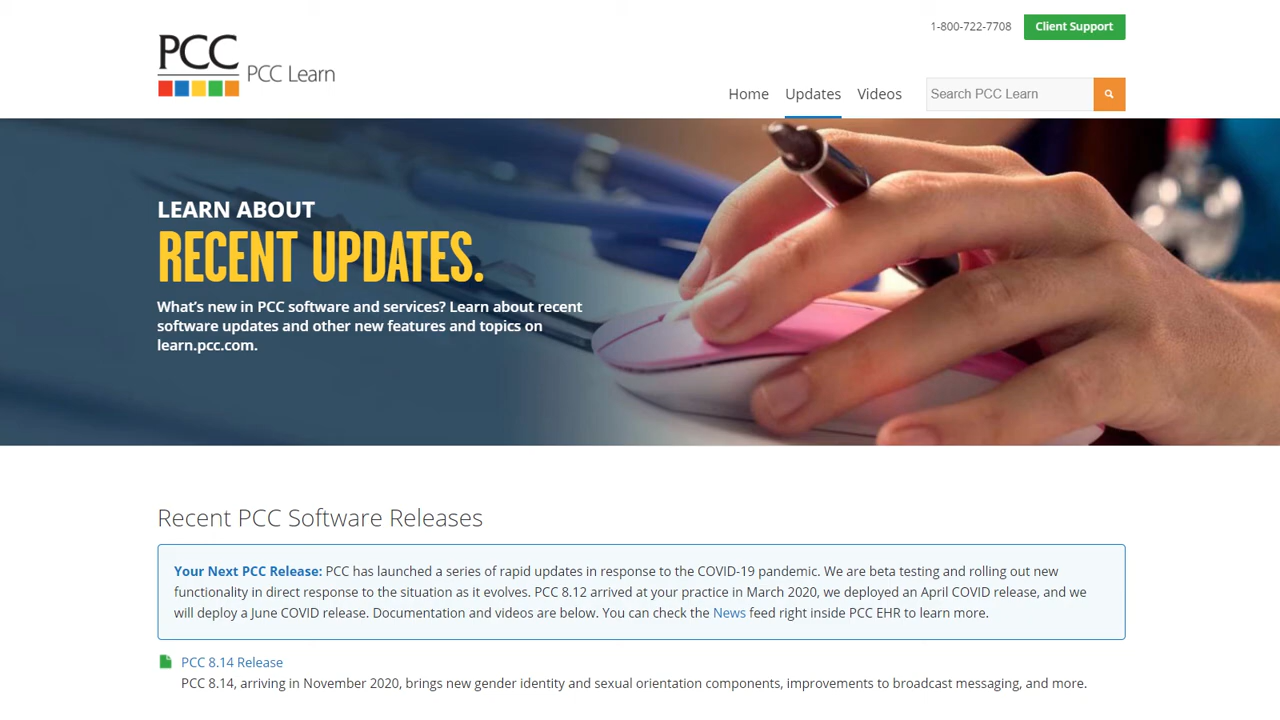 1-800-722-7708 Client Support
PCC PCC Learn
Home Updates Videos Search PCC Learn
LEARN ABOUT
RECENT UPDATES.
What's new in PCC software and services? Learn about recent
software updates and other new features and topics on
learn.pcc.com.
Recent PCC Software Releases
Your Next PCC Release: PCC has launched a series of rapid updates in response to the COVID-19 pandemic. We are beta testing and rolling out new
functionality in direct response to the situation as it evolves. PCC 8.12 arrived at your practice in March 2020, we deployed an April COVID release, and we
will deploy a June COVID release. Documentation and videos are below. You can check the News feed right inside PCC EHR to learn more.
PCC 8.14 Release
PCC 8.14, arriving in November 2020, brings new gender identity and sexual orientation components, improvements to broadcast messaging, and more.